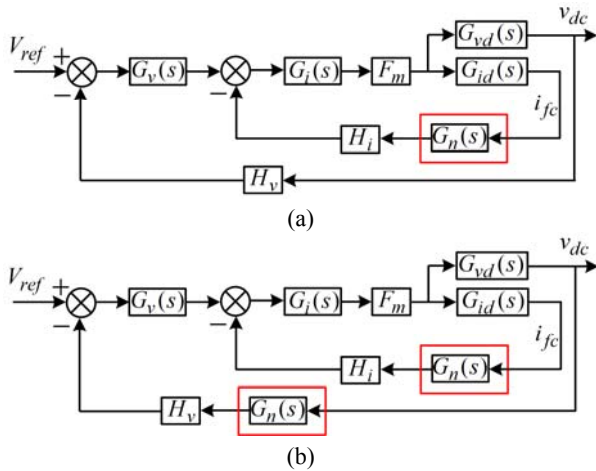 v_dc
V_ref + G_v(s) G_i(s) F_m G_vd(s)
− − G_id(s)
i_fc
H_i G_n(s)
H_v
(a)
v_dc
V_ref + G_v(s) G_i(s) F_m G_vd(s)
− − G_id(s)
i_fc
H_i G_n(s)
H_v G_n(s)
(b)